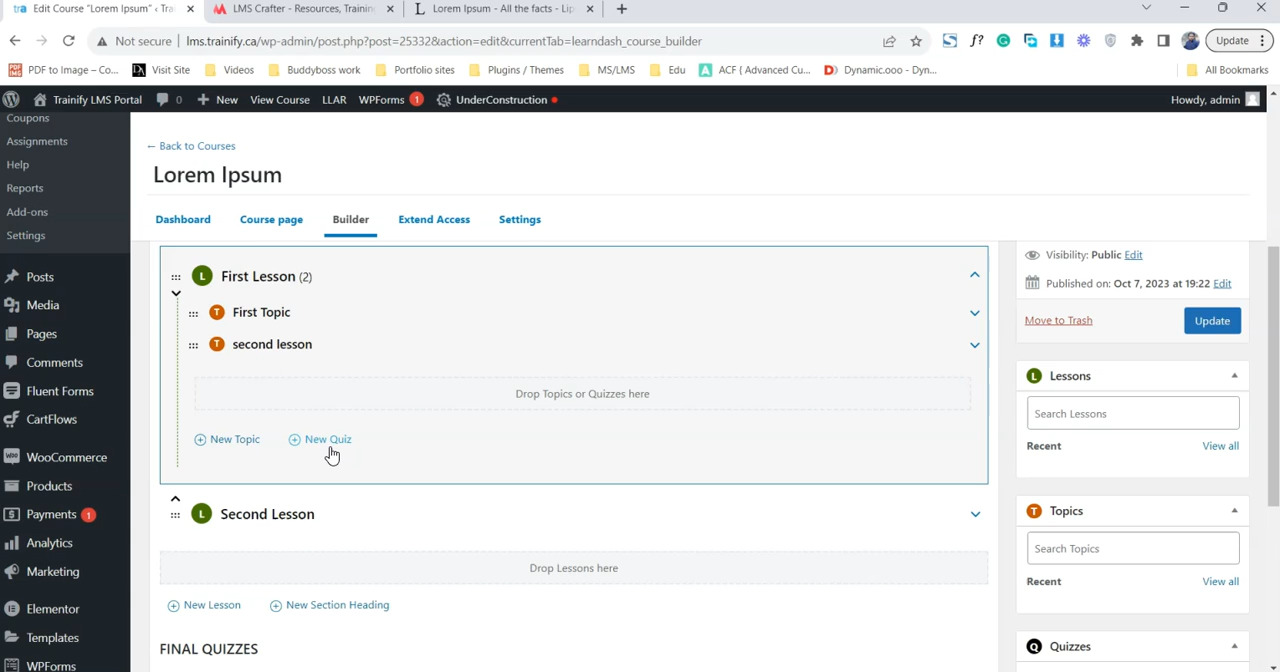 tra Edit Course "Lorem Ipsum" ‹ Tra
LMS Crafter - Resources, Training
Lorem Ipsum - All the facts - Lip
Not secure | lms.trainify.ca/wp-admin/post.php?post=25332&action=edit&currentTab=learndash_course_builder
f?
Update
PDF to Image – Co...
Visit Site
Videos
Buddyboss work
Portfolio sites
Plugins / Themes
MS/LMS
Edu
ACF ( Advanced Cu...
Dynamic.ooo - Dyn...
All Bookmarks
Trainify LMS Portal
0
New
View Course
LLAR
WPForms 1
UnderConstruction
Howdy, admin
Coupons
Assignments
Help
Reports
Add-ons
Settings
Posts
Media
Pages
Comments
Fluent Forms
CartFlows
WooCommerce
Products
Payments 1
Analytics
Marketing
Elementor
Templates
WPForms
← Back to Courses
Lorem Ipsum
Dashboard
Course page
Builder
Extend Access
Settings
L First Lesson (2)
T First Topic
T second lesson
Drop Topics or Quizzes here
New Topic
New Quiz
L Second Lesson
Drop Lessons here
New Lesson
New Section Heading
FINAL QUIZZES
Visibility: Public Edit
Published on: Oct 7, 2023 at 19:22 Edit
Move to Trash
Update
L Lessons
Search Lessons
Recent
View all
T Topics
Search Topics
Recent
View all
Q Quizzes